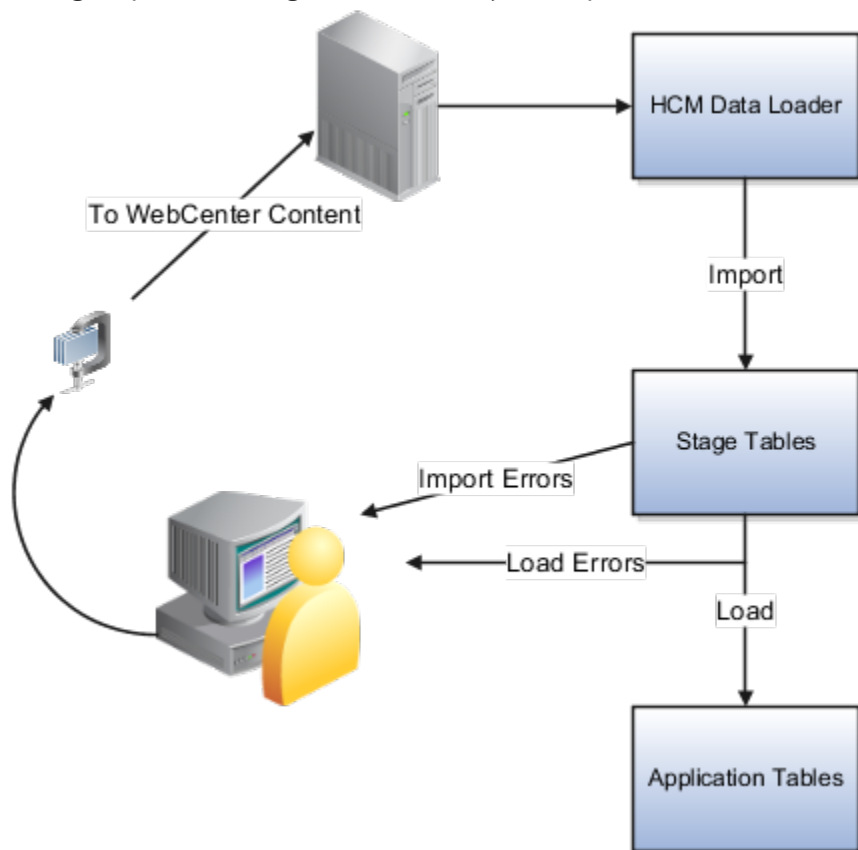 HCM Data Loader
To WebCenter Content
Import
Stage Tables
Import Errors
Load Errors
Load
Application Tables